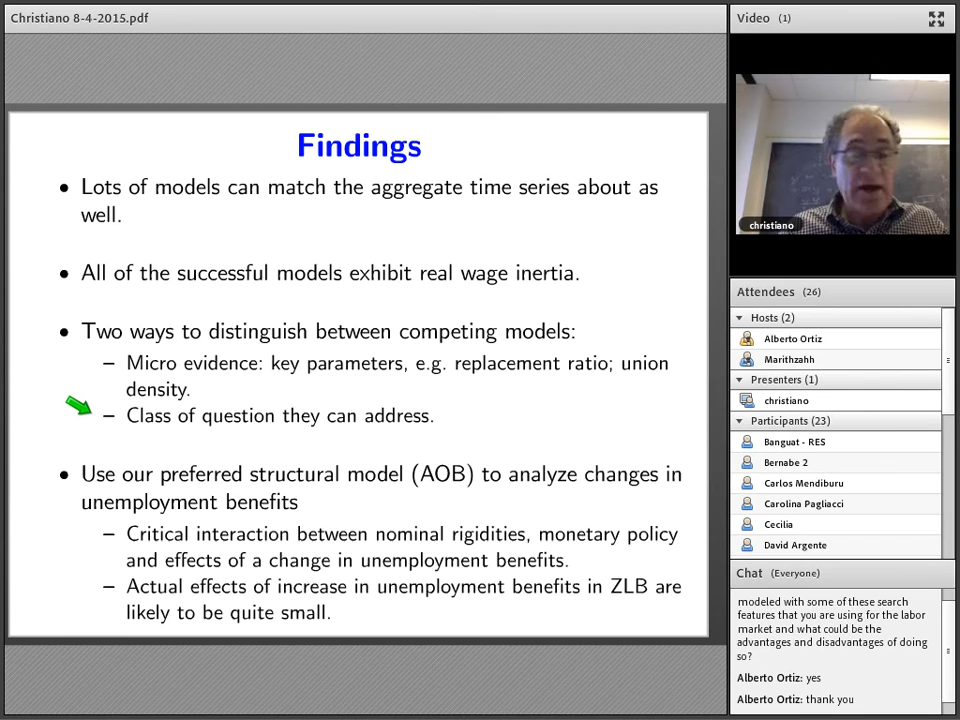 Christiano 8-4-2015.pdf
Findings
• Lots of models can match the aggregate time series about as
well.
• All of the successful models exhibit real wage inertia.
• Two ways to distinguish between competing models:
– Micro evidence: key parameters, e.g. replacement ratio; union
density.
– Class of question they can address.
• Use our preferred structural model (AOB) to analyze changes in
unemployment benefits
– Critical interaction between nominal rigidities, monetary policy
and effects of a change in unemployment benefits.
– Actual effects of increase in unemployment benefits in ZLB are
likely to be quite small.
Video (1)
christiano
Attendees (26)
Hosts (2)
Alberto Ortiz
Marithzahh
Presenters (1)
christiano
Participants (23)
Banguat - RES
Bernabe 2
Carlos Mendiburu
Carolina Pagliacci
Cecilia
David Argente
Chat (Everyone)
modeled with some of these search
features that you are using for the labor
market and what could be the
advantages and disadvantages of doing
so?
Alberto Ortiz: yes
Alberto Ortiz: thank you